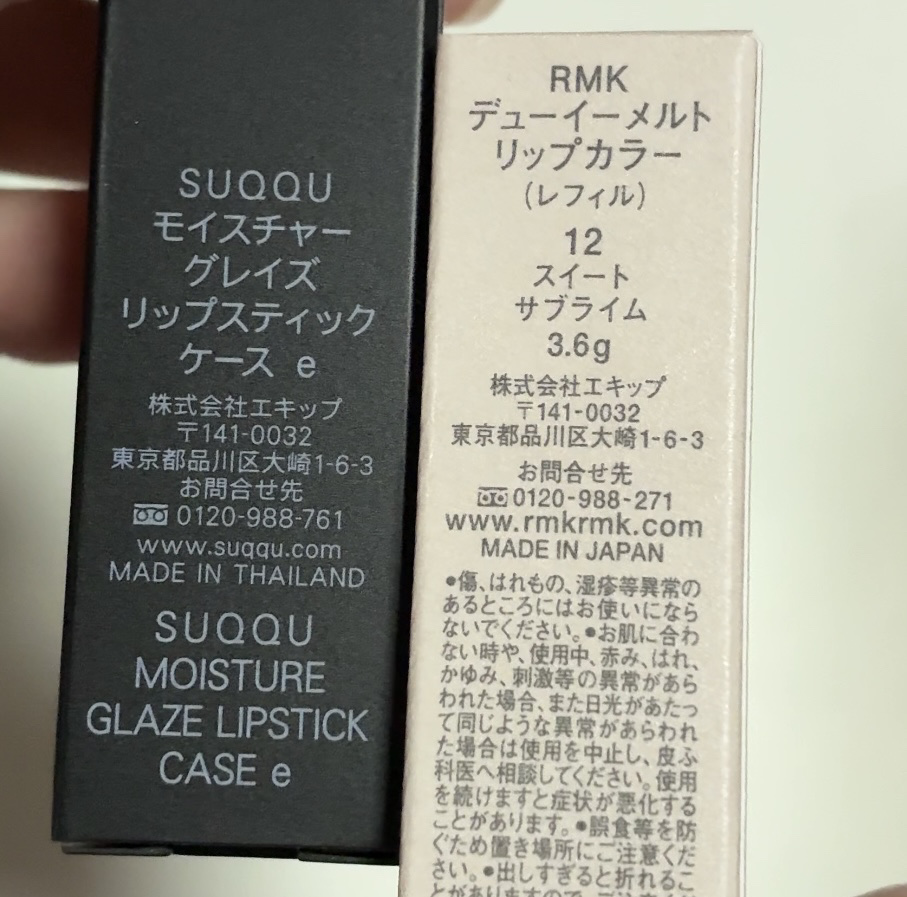 SUQQU
モイスチャー
グレイズ
リップスティック
ケース e
株式会社エキップ
〒141-0032
東京都品川区大崎1-6-3
お問合せ先
0120-988-761
www.suqqu.com
MADE IN THAILAND
SUQQU
MOISTURE
GLAZE LIPSTICK
CASE e
RMK
デューイーメルト
リップカラー
(レフィル)
12
スイート
サブライム
3.6g
株式会社エキップ
〒141-0032
東京都品川区大崎1-6-3
お問合せ先
0120-988-271
www.rmkrmk.com
MADE IN JAPAN
●傷、はれもの、湿疹等異常の
あるところにはお使いになら
ないでください。●お肌に合わ
ない時や、使用中、赤み、はれ、
かゆみ、刺激等の異常があら
われた場合、また日光があたっ
て同じような異常があらわれ
た場合は使用を中止し、皮ふ
科医へ相談してください。使用
を続けますと症状が悪化する
ことがあります。●誤食等を防
ぐため置き場所にご注意くだ
さい。●出しすぎると折れるこ
とがありますので、